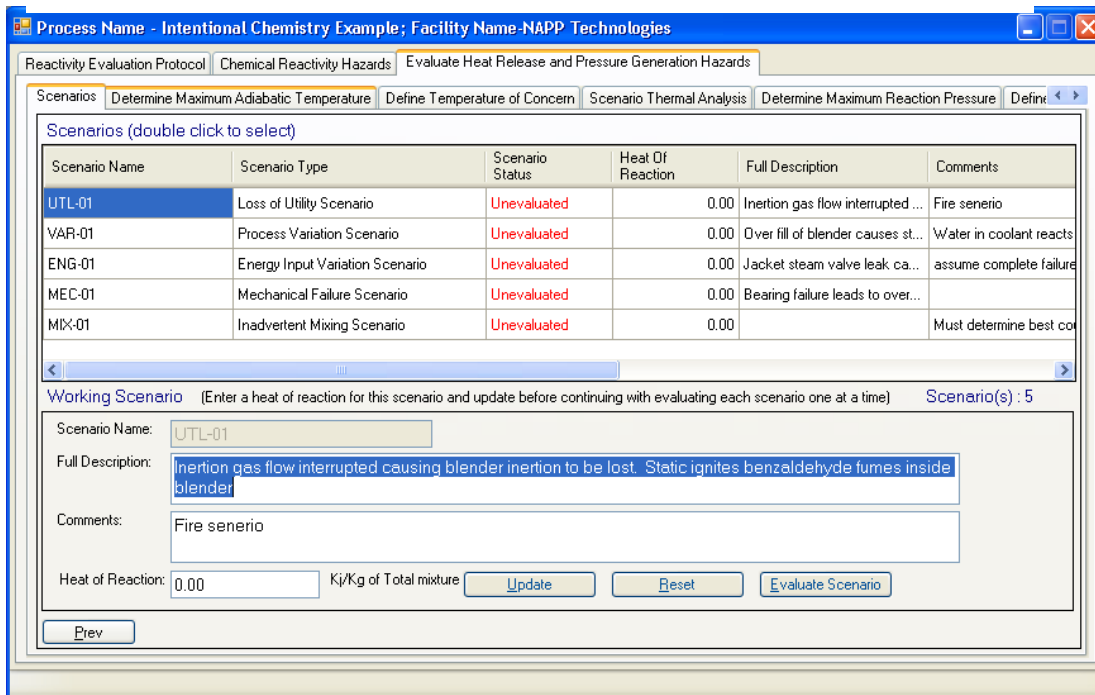 Process Name - Intentional Chemistry Example; Facility Name-NAPP Technologies
Reactivity Evaluation Protocol Chemical Reactivity Hazards Evaluate Heat Release and Pressure Generation Hazards
Scenarios Determine Maximum Adiabatic Temperature Define Temperature of Concern Scenario Thermal Analysis Determine Maximum Reaction Pressure Define
Scenarios (double click to select)
Scenario Name Scenario Type Scenario Status Heat Of Reaction Full Description Comments
UTL-01 Loss of Utility Scenario Unevaluated 0.00 Inertion gas flow interrupted ... Fire senerio
VAR-01 Process Variation Scenario Unevaluated 0.00 Over fill of blender causes st... Water in coolant reacts
ENG-01 Energy Input Variation Scenario Unevaluated 0.00 Jacket steam valve leak ca... assume complete failure
MEC-01 Mechanical Failure Scenario Unevaluated 0.00 Bearing failure leads to over...
MIX-01 Inadvertent Mixing Scenario Unevaluated 0.00 Must determine best cou
Working Scenario (Enter a heat of reaction for this scenario and update before continuing with evaluating each scenario one at a time) Scenario(s) : 5
Scenario Name: UTL-01
Full Description: Inertion gas flow interrupted causing blender inertion to be lost. Static ignites benzaldehyde fumes inside
blender
Comments: Fire senerio
Heat of Reaction: 0.00 Kj/Kg of Total mixture Update Reset Evaluate Scenario
Prev